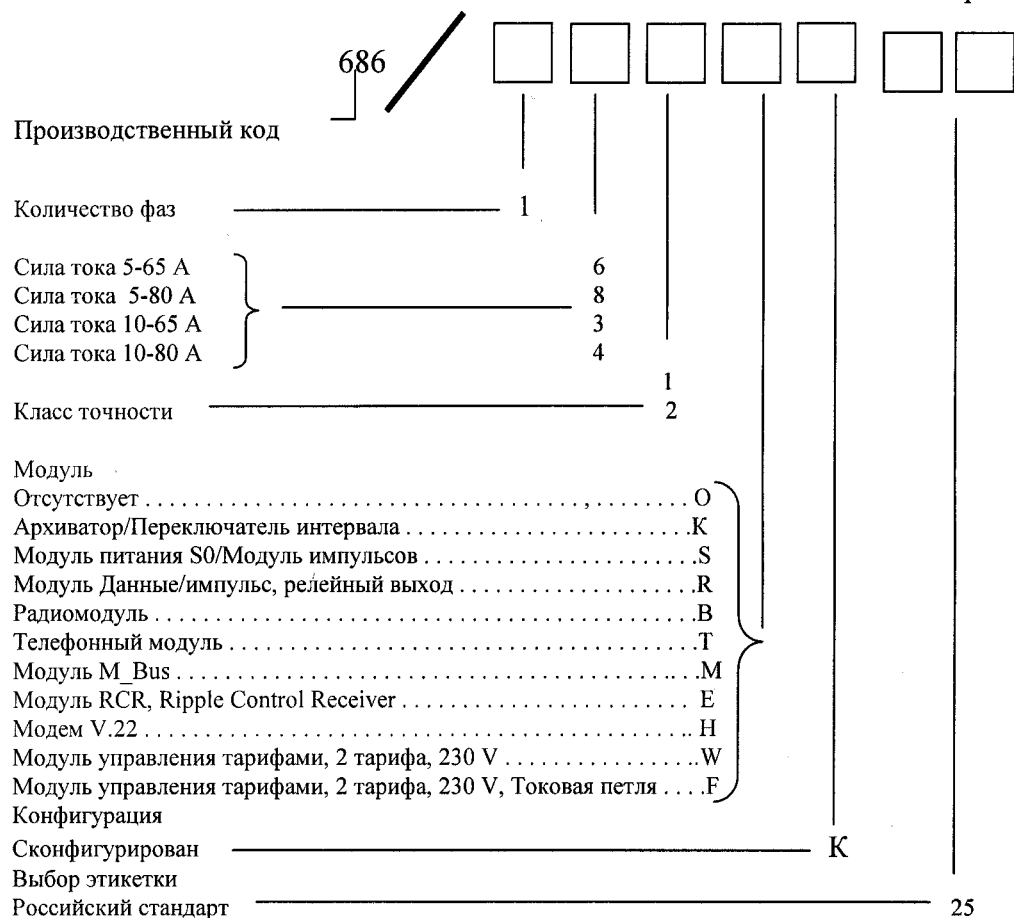 686
Производственный код
Количество фаз 1
Сила тока 5-65 А 6
Сила тока 5-80 А 8
Сила тока 10-65 А 3
Сила тока 10-80 А 4
1
Класс точности 2
Модуль
Отсутствует . . . . . . . . . . . . . . . . . . . . . . . . . . . . . . . . . . . . , . . . . . . . . O
Архиватор/Переключатель интервала . . . . . . . . . . . . . . . . . . . . . . . .K
Модуль питания S0/Модуль импульсов . . . . . . . . . . . . . . . . . . . . . . .S
Модуль Данные/импульс, релейный выход . . . . . . . . . . . . . . . . . . . .R
Радиомодуль . . . . . . . . . . . . . . . . . . . . . . . . . . . . . . . . . . . . . . . . . . . . .B
Телефонный модуль . . . . . . . . . . . . . . . . . . . . . . . . . . . . . . . . . . . . . .T
Модуль M_Bus . . . . . . . . . . . . . . . . . . . . . . . . . . . . . . . . . . . . . . . . . . .M
Модуль RCR, Ripple Control Receiver . . . . . . . . . . . . . . . . . . . . . . . . E
Модем V.22 . . . . . . . . . . . . . . . . . . . . . . . . . . . . . . . . . . . . . . . . . . . . . H
Модуль управления тарифами, 2 тарифа, 230 V . . . . . . . . . . . . . . . .W
Модуль управления тарифами, 2 тарифа, 230 V, Токовая петля . . . .F
Конфигурация
Сконфигурирован K
Выбор этикетки
Российский стандарт 25